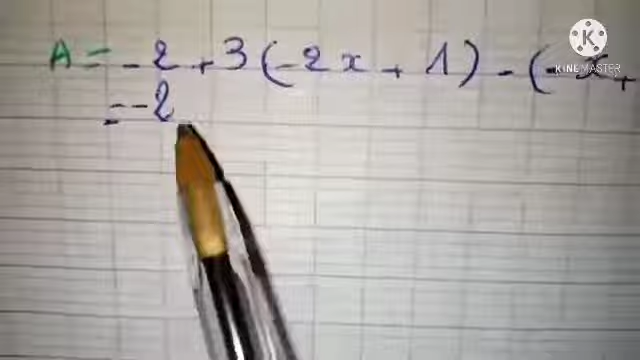 A = -2 + 3(-2x + 1) - (-x +
= -2
KINEMASTER